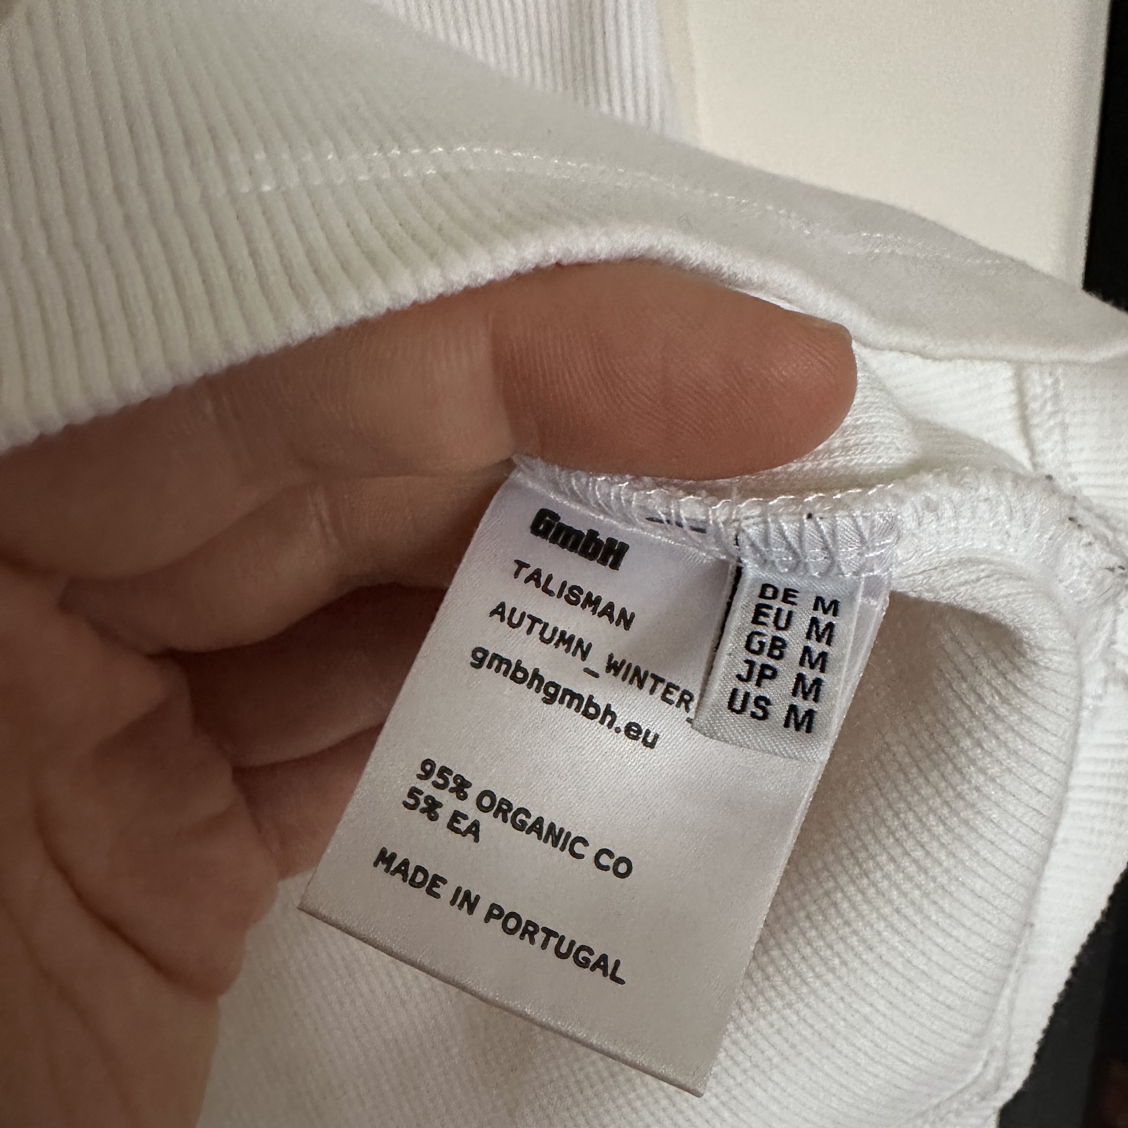 GmbH
TALISMAN
AUTUMN_WINTER_
gmbhgmbh.eu
95% ORGANIC CO
5% EA
MADE IN PORTUGAL
DE M
EU M
GB M
JP M
US M